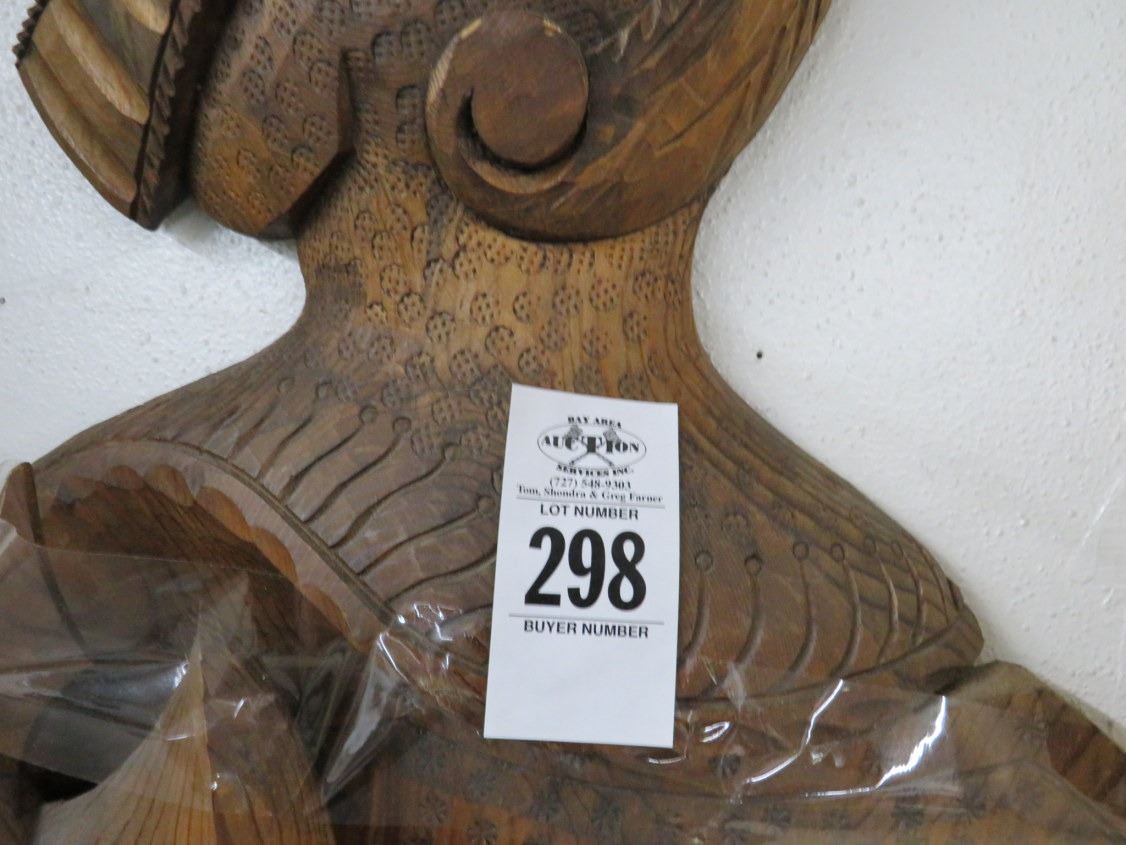 BAY AREA
AUCTION
SERVICES INC.
(727) 548-9303
Tom, Shondra & Greg Farner
LOT NUMBER
298
BUYER NUMBER